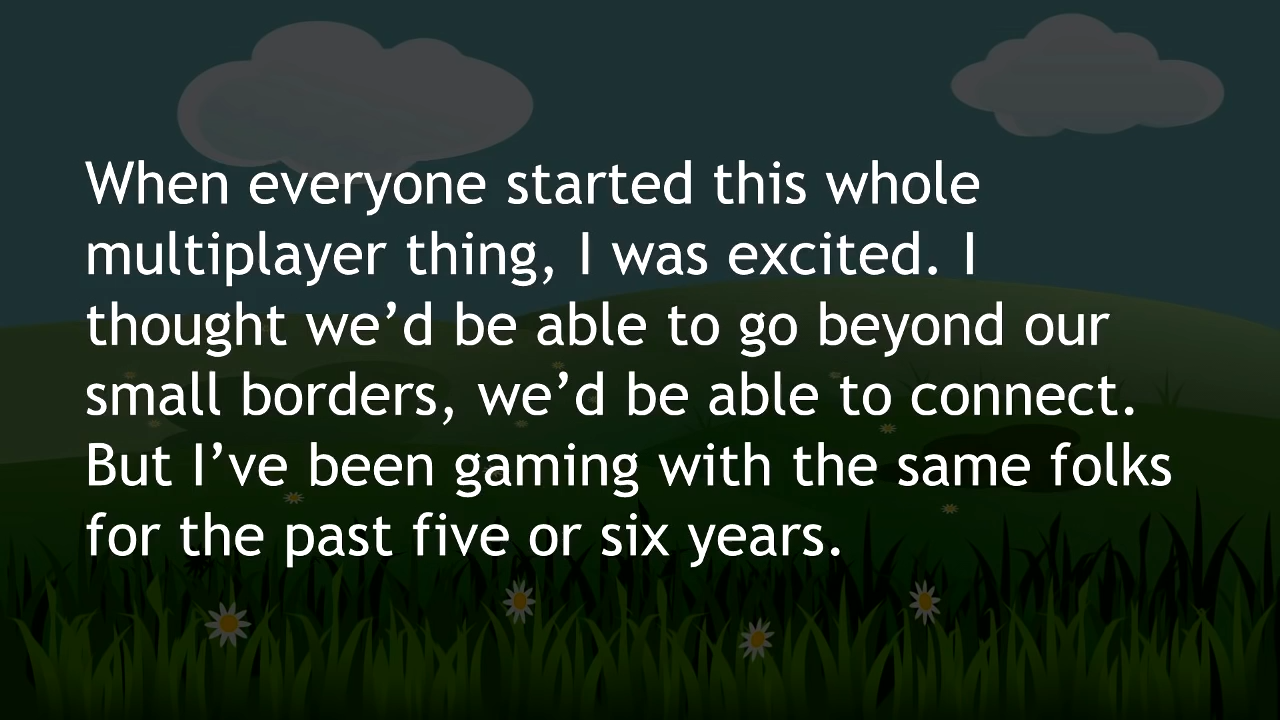 When everyone started this whole
multiplayer thing, I was excited. I
thought we’d be able to go beyond our
small borders, we’d be able to connect.
But I’ve been gaming with the same folks
for the past five or six years.